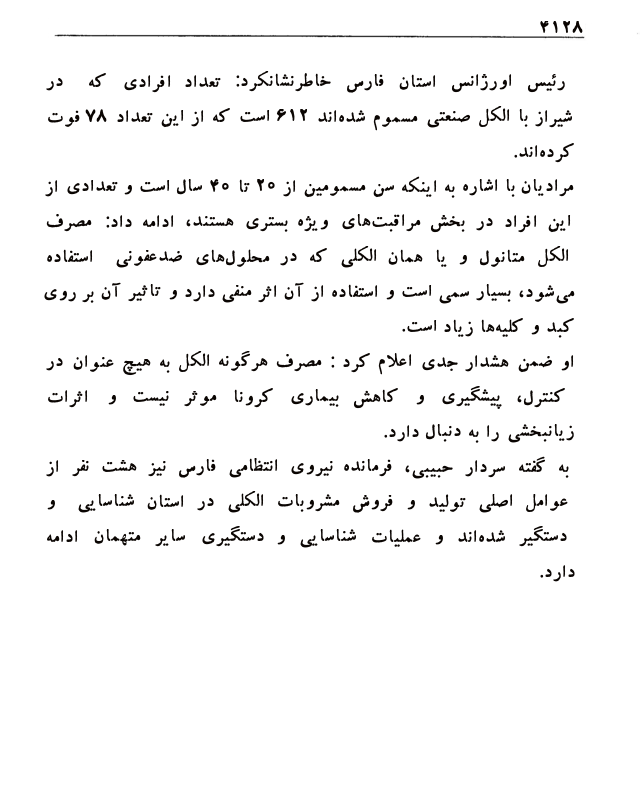 ۴۱۲۸
رئیس اورژانس استان فارس خاطرنشانکرد: تعداد افرادی که در
شیراز با الکل صنعتی مسموم شده‌اند ۶۱۲ است که از این تعداد ۷۸ فوت
کرده‌اند.
مرادیان با اشاره به اینکه سن مسمومین از ۲۰ تا ۴۰ سال است و تعدادی از
این افراد در بخش مراقبت‌های ویژه بستری هستند، ادامه داد: مصرف
الکل متانول و یا همان الکلی که در محلول‌های ضدعفونی استفاده
می‌شود، بسیار سمی است و استفاده از آن اثر منفی دارد و تاثیر آن بر روی
کبد و کلیه‌ها زیاد است.
او ضمن هشدار جدی اعلام کرد : مصرف هرگونه الکل به هیچ عنوان در
کنترل، پیشگیری و کاهش بیماری کرونا موثر نیست و اثرات
زیانبخشی را به دنبال دارد.
به گفته سردار حبیبی، فرمانده نیروی انتظامی فارس نیز هشت نفر از
عوامل اصلی تولید و فروش مشروبات الکلی در استان شناسایی و
دستگیر شده‌اند و عملیات شناسایی و دستگیری سایر متهمان ادامه
دارد.